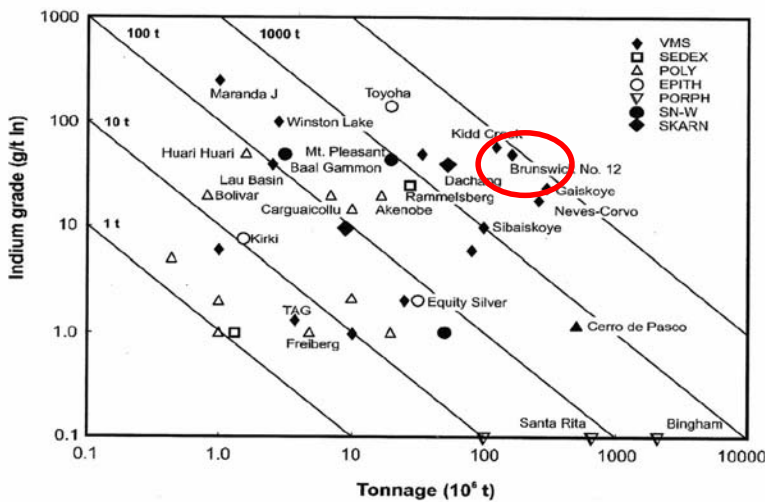 1000
100
10
1.0
0.1
Indium grade (g/t In)
100 t
1000 t
10 t
1 t
VMS
SEDEX
POLY
EPITH
PORPH
SN-W
SKARN
Maranda J
Toyoha
Winston Lake
Kidd Creek
Huari Huari
Mt. Pleasant
Brunswick No. 12
Baal Gammon
Lau Basin
Dachang
Gaiskoye
Bolivar
Rammelsberg
Neves-Corvo
Carguaicollu
Akenobe
Sibaiskoye
Kirki
Equity Silver
TAG
Cerro de Pasco
Freiberg
Santa Rita
Bingham
0.1
1.0
10
100
1000
10000
Tonnage (10⁶ t)